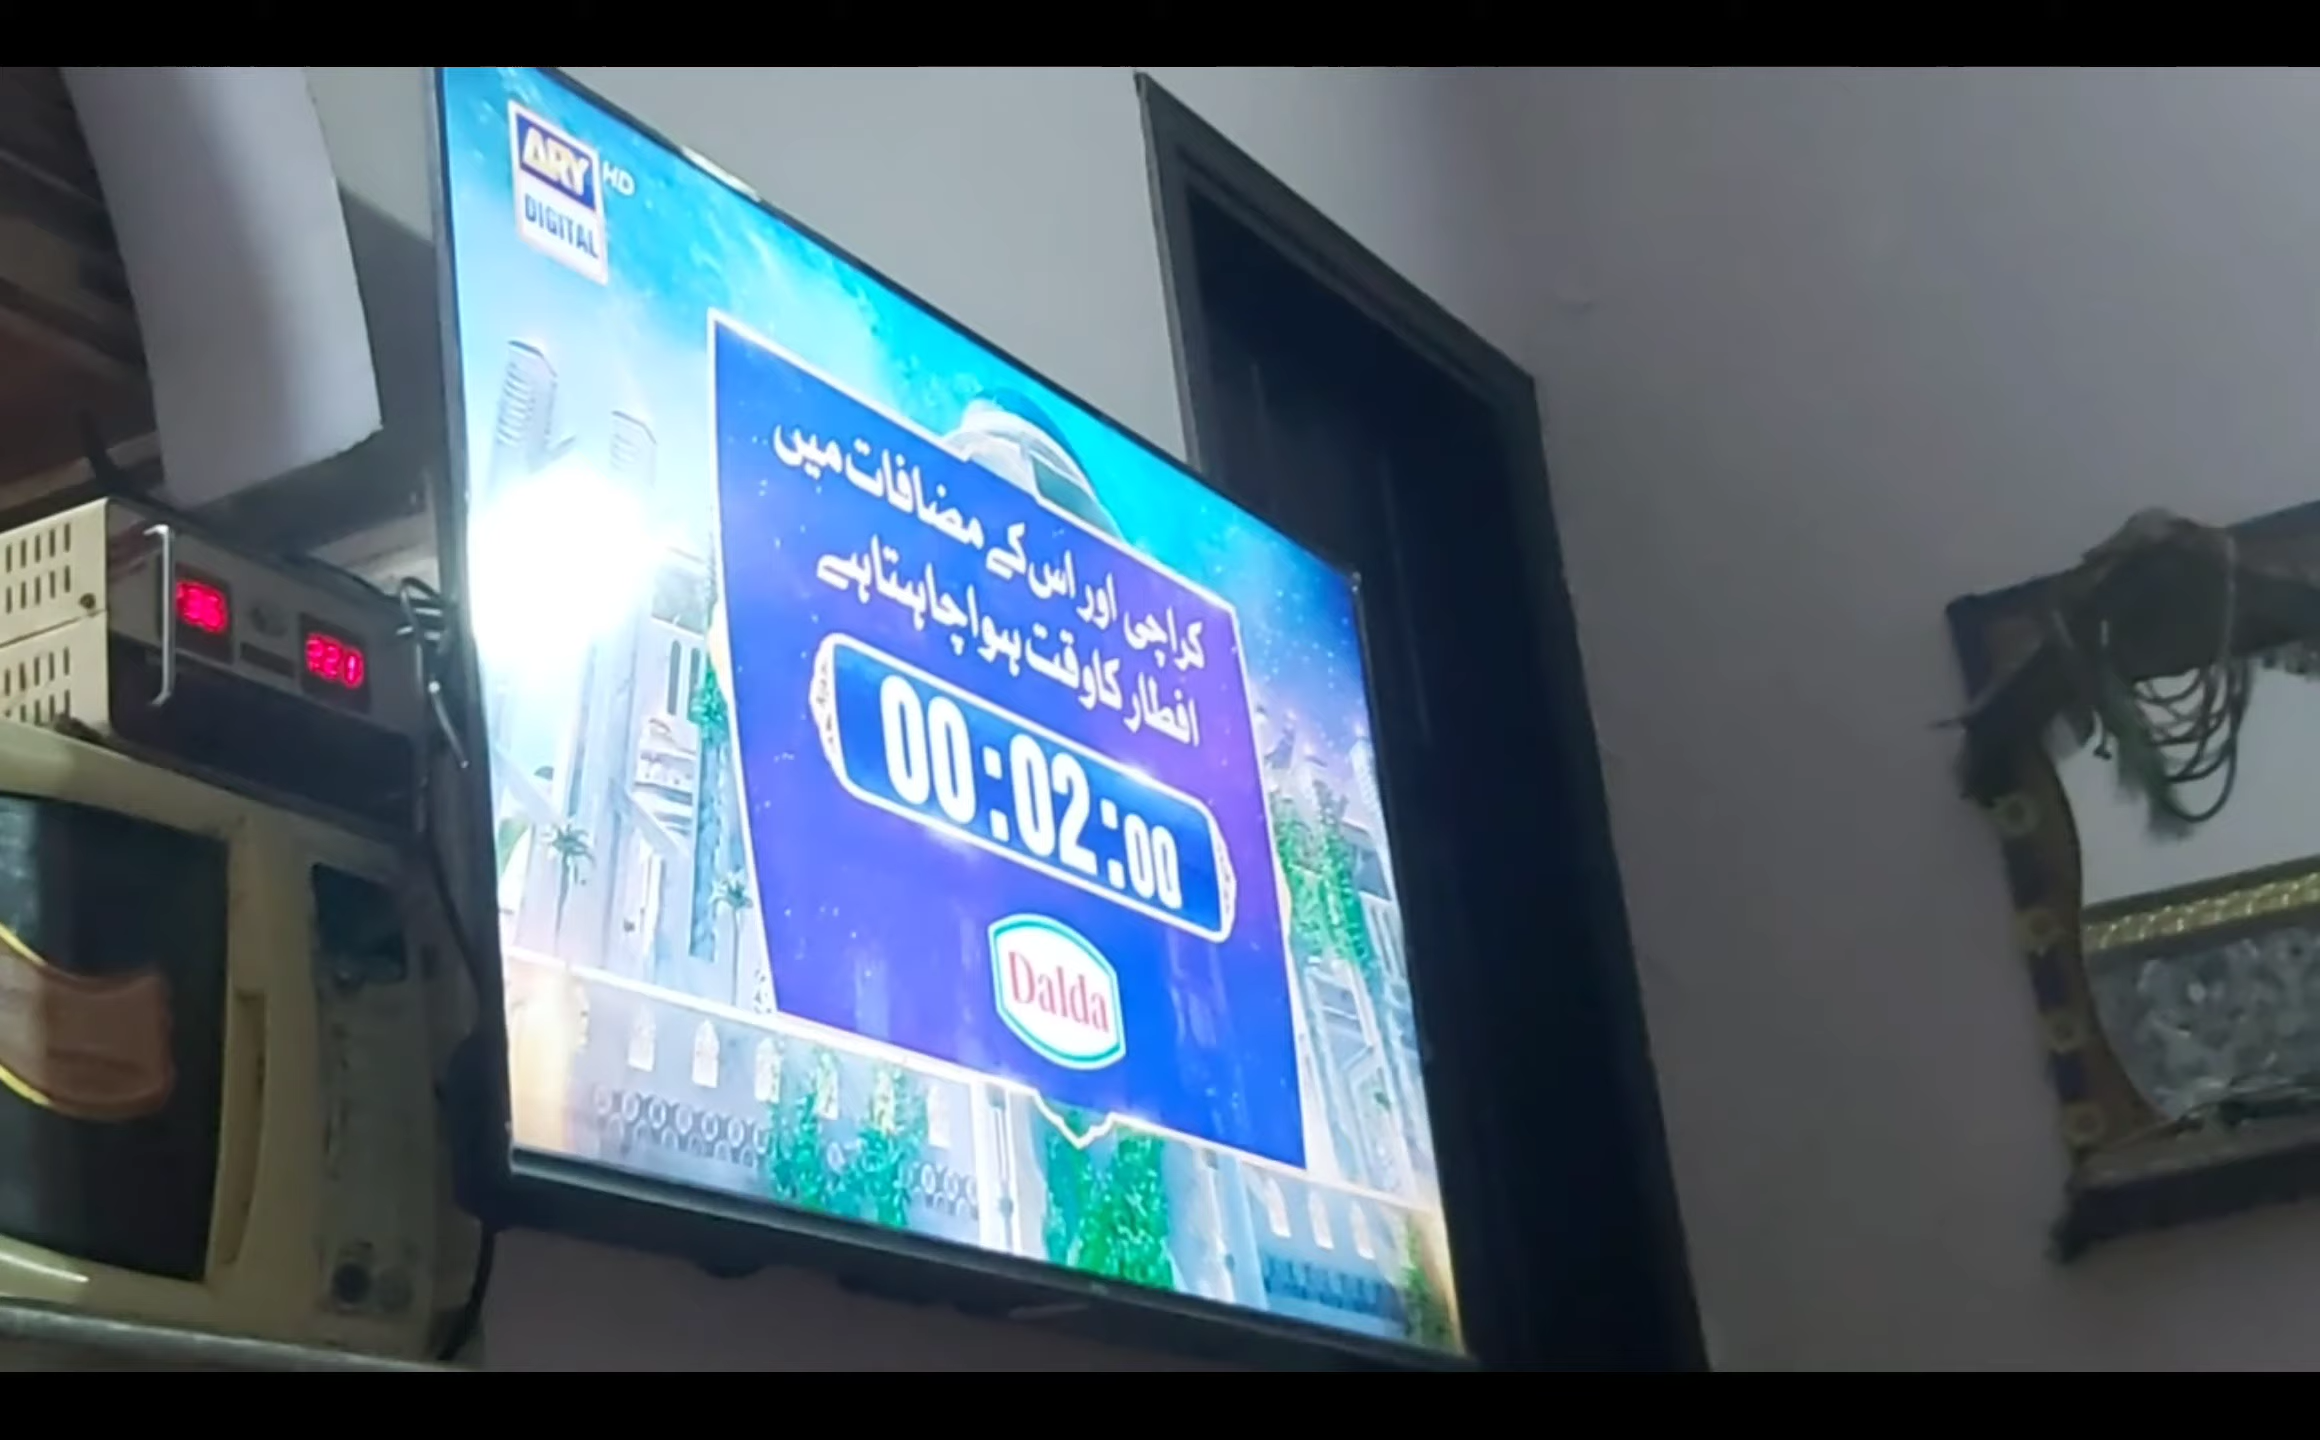 ARY HD
DIGITAL
کراچی اور اس کے مضافات میں
افطار کا وقت ہوا چاہتا ہے
00:02:00
Dalda
220